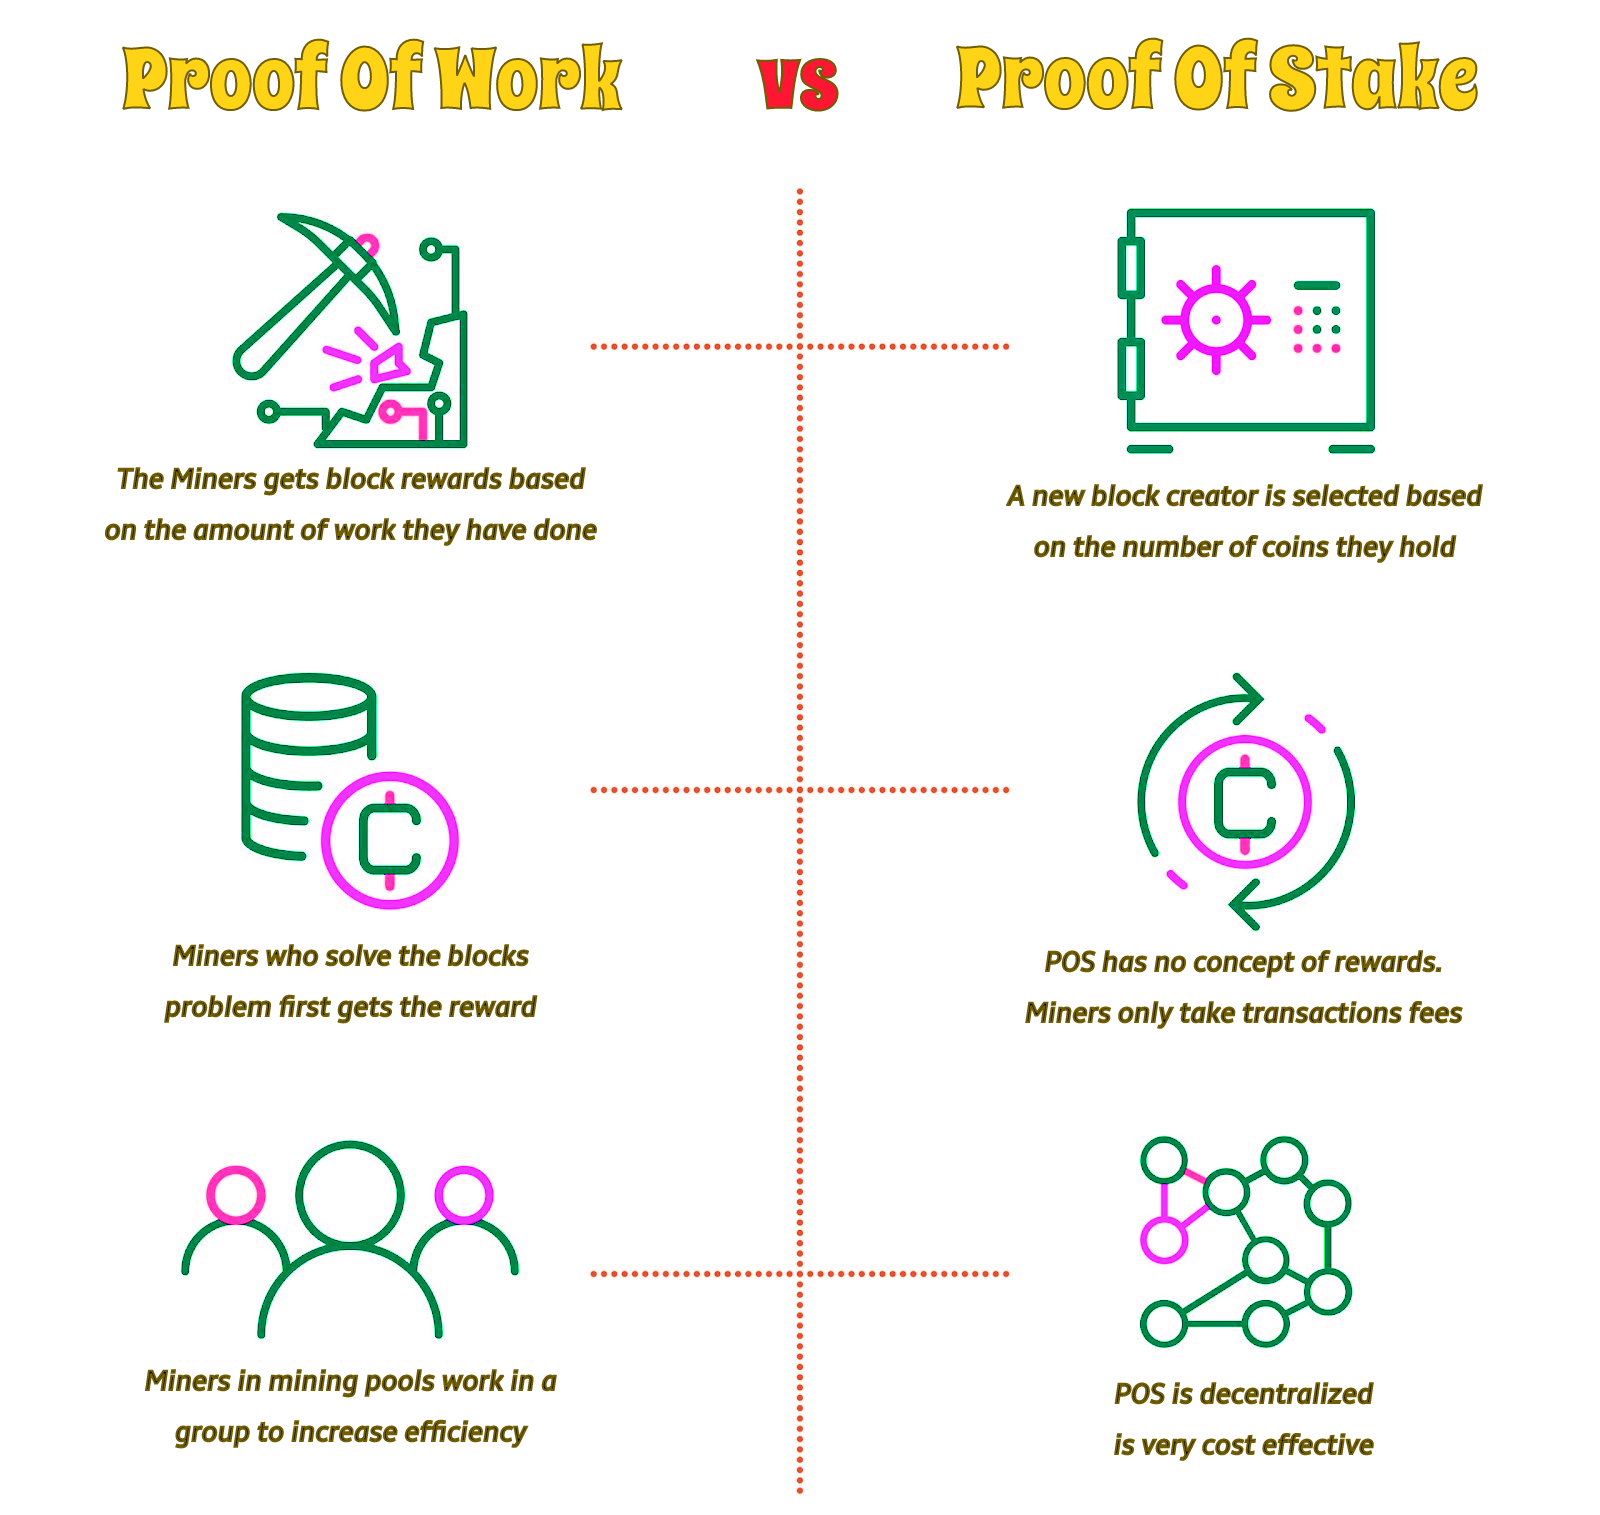 Proof Of Work
vs
Proof Of Stake
The Miners gets block rewards based
on the amount of work they have done
A new block creator is selected based
on the number of coins they hold
Miners who solve the blocks
problem first gets the reward
POS has no concept of rewards.
Miners only take transactions fees
Miners in mining pools work in a
group to increase efficiency
POS is decentralized
is very cost effective